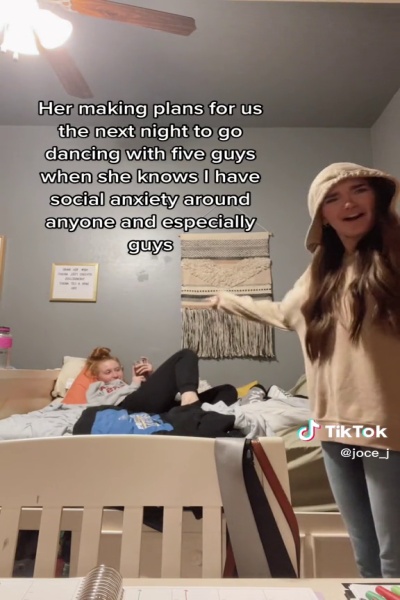 Her making plans for us
the next night to go
dancing with five guys
when she knows I have
social anxiety around
anyone and especially
guys
TikTok
@joce_j